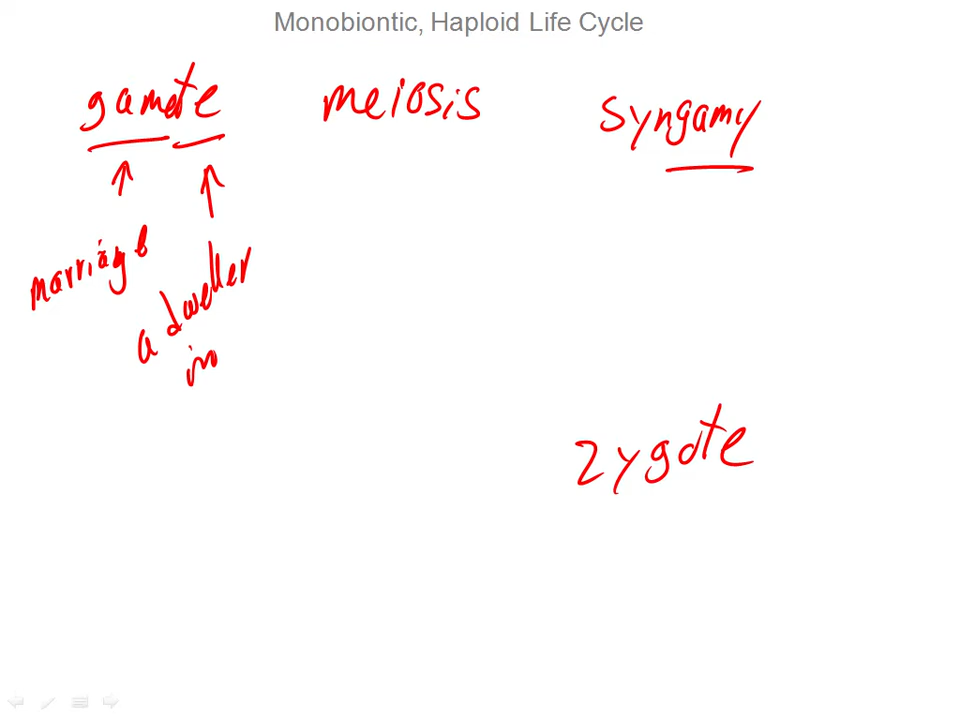 Monobiontic, Haploid Life Cycle
gamete meiosis syngamy
marriage
a dweller
in
zygote